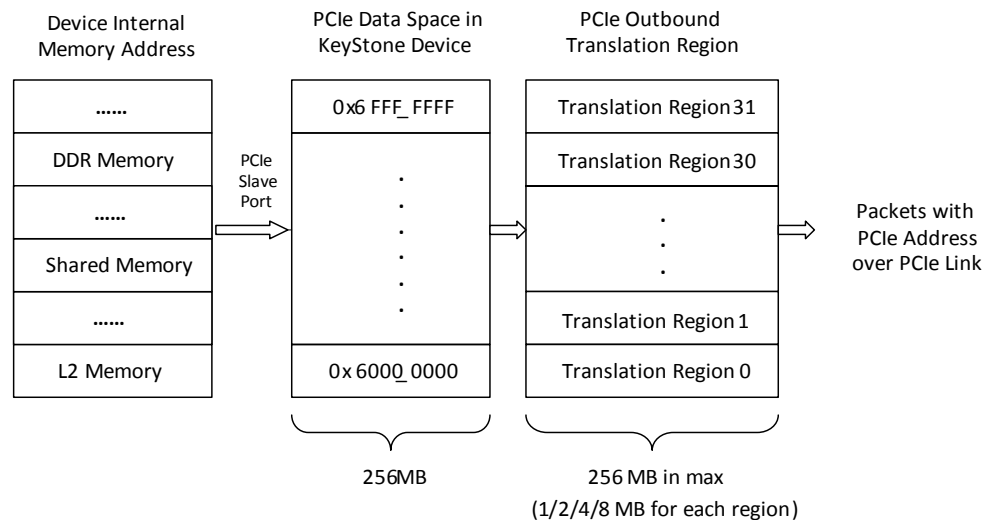 Device Internal
Memory Address
PCIe Data Space in
KeyStone Device
PCIe Outbound
Translation Region
......
DDR Memory
......
Shared Memory
......
L2 Memory
PCIe
Slave
Port
0x6 FFF_FFFF
0x 6000_0000
Translation Region 31
Translation Region 30
Translation Region 1
Translation Region 0
Packets with
PCIe Address
over PCIe Link
256MB
256 MB in max
(1/2/4/8 MB for each region)